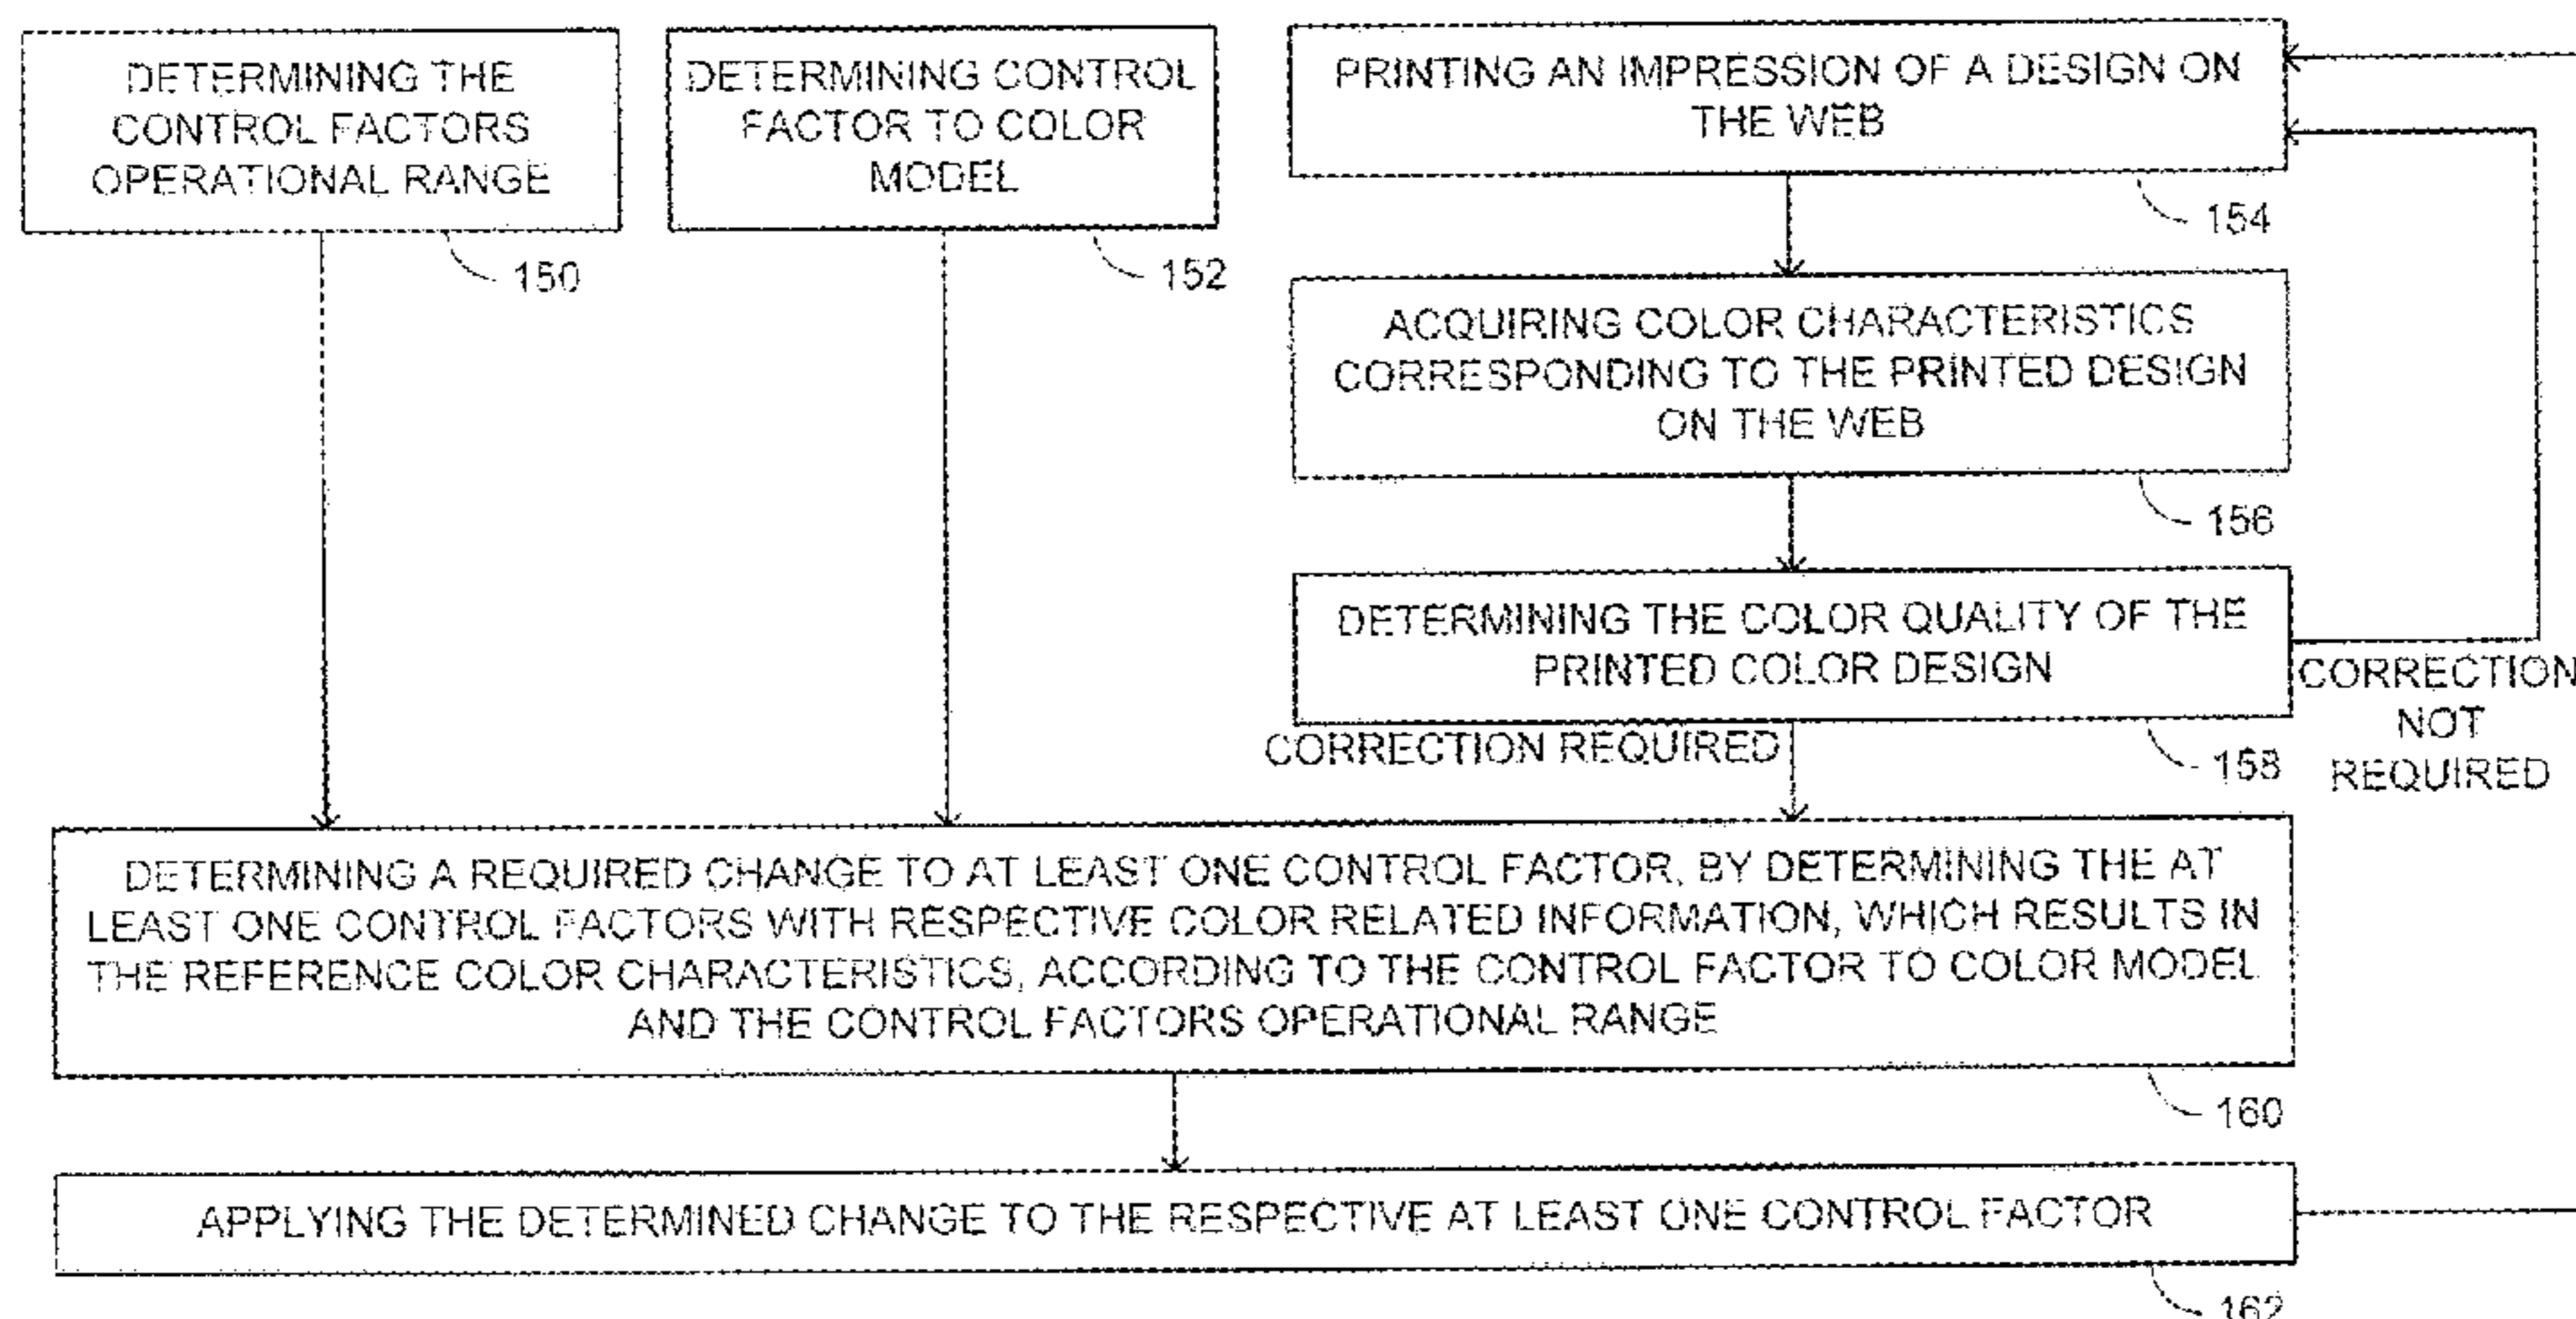 DETERMINING THE
CONTROL FACTORS
OPERATIONAL RANGE
150
DETERMINING CONTROL
FACTOR TO COLOR
MODEL
152
PRINTING AN IMPRESSION OF A DESIGN ON
THE WEB
154
ACQUIRING COLOR CHARACTERISTICS
CORRESPONDING TO THE PRINTED DESIGN
ON THE WEB
156
DETERMINING THE COLOR QUALITY OF THE
PRINTED COLOR DESIGN
158
CORRECTION
NOT
REQUIRED
CORRECTION REQUIRED
DETERMINING A REQUIRED CHANGE TO AT LEAST ONE CONTROL FACTOR, BY DETERMINING THE AT
LEAST ONE CONTROL FACTORS WITH RESPECTIVE COLOR RELATED INFORMATION, WHICH RESULTS IN
THE REFERENCE COLOR CHARACTERISTICS, ACCORDING TO THE CONTROL FACTOR TO COLOR MODEL
AND THE CONTROL FACTORS OPERATIONAL RANGE
160
APPLYING THE DETERMINED CHANGE TO THE RESPECTIVE AT LEAST ONE CONTROL FACTOR
162